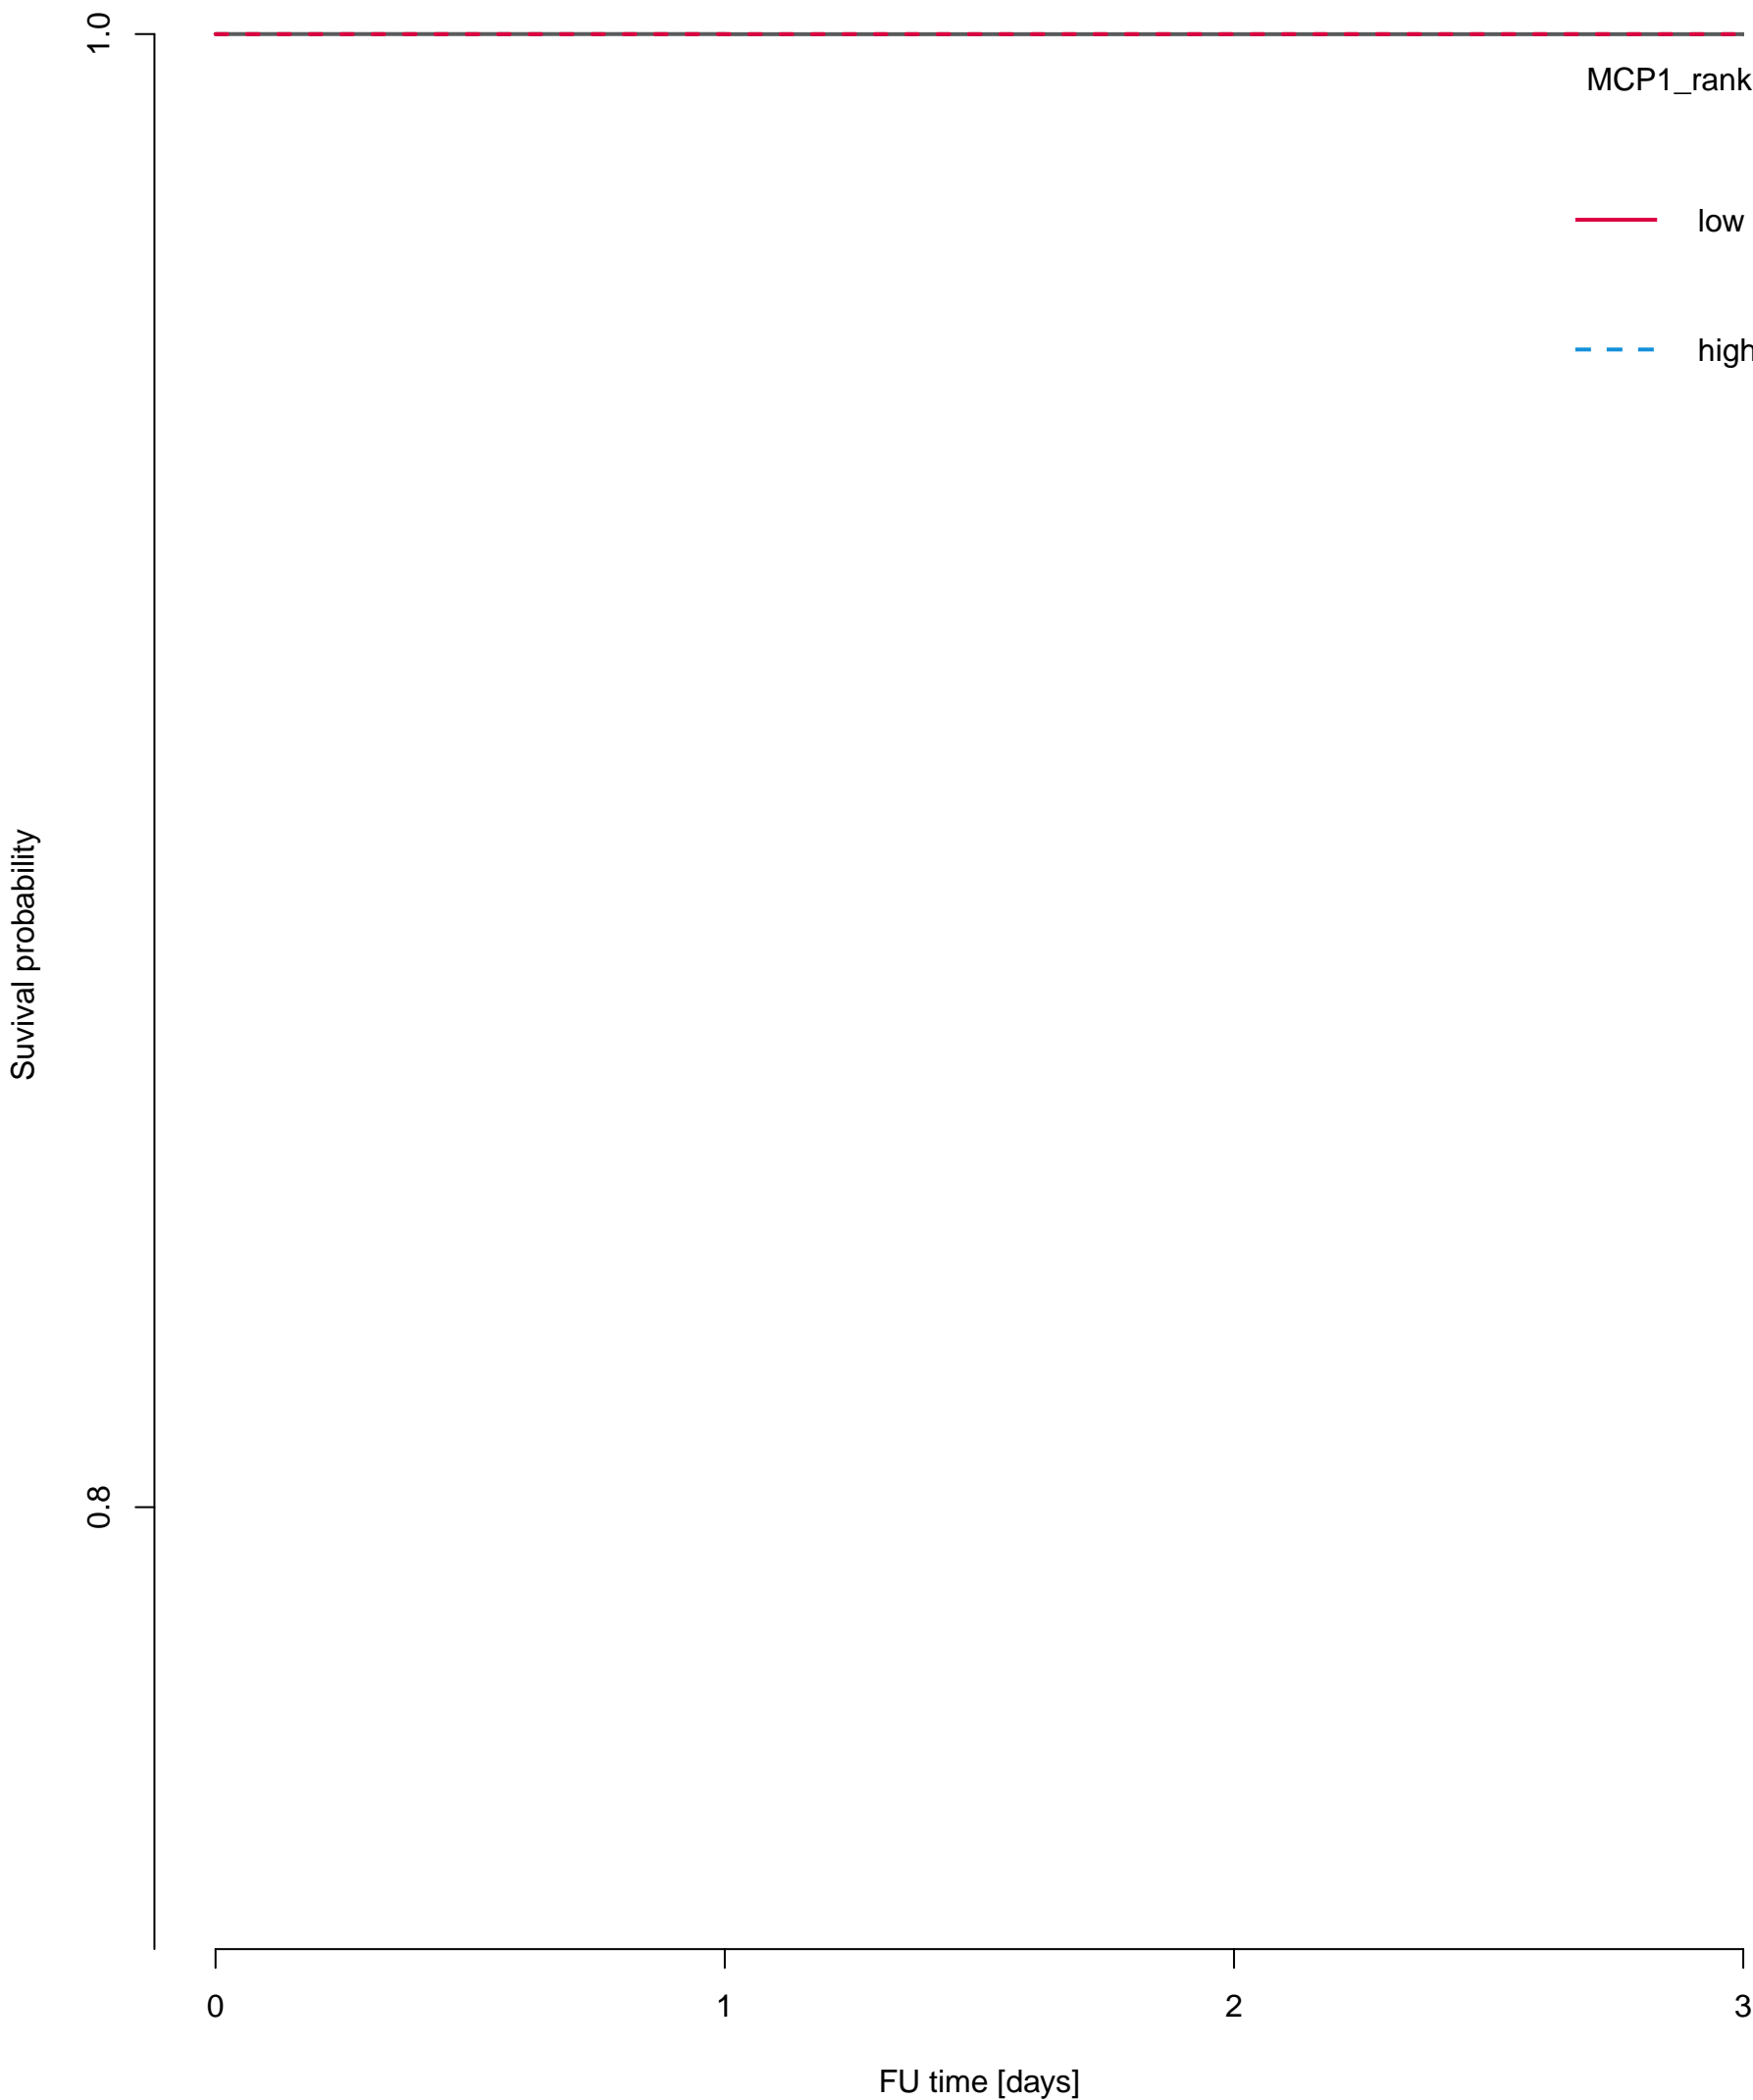 1.0
MCP1_rank
low
high
Suvival probability
0.8
0
1
2
3
FU time [days]